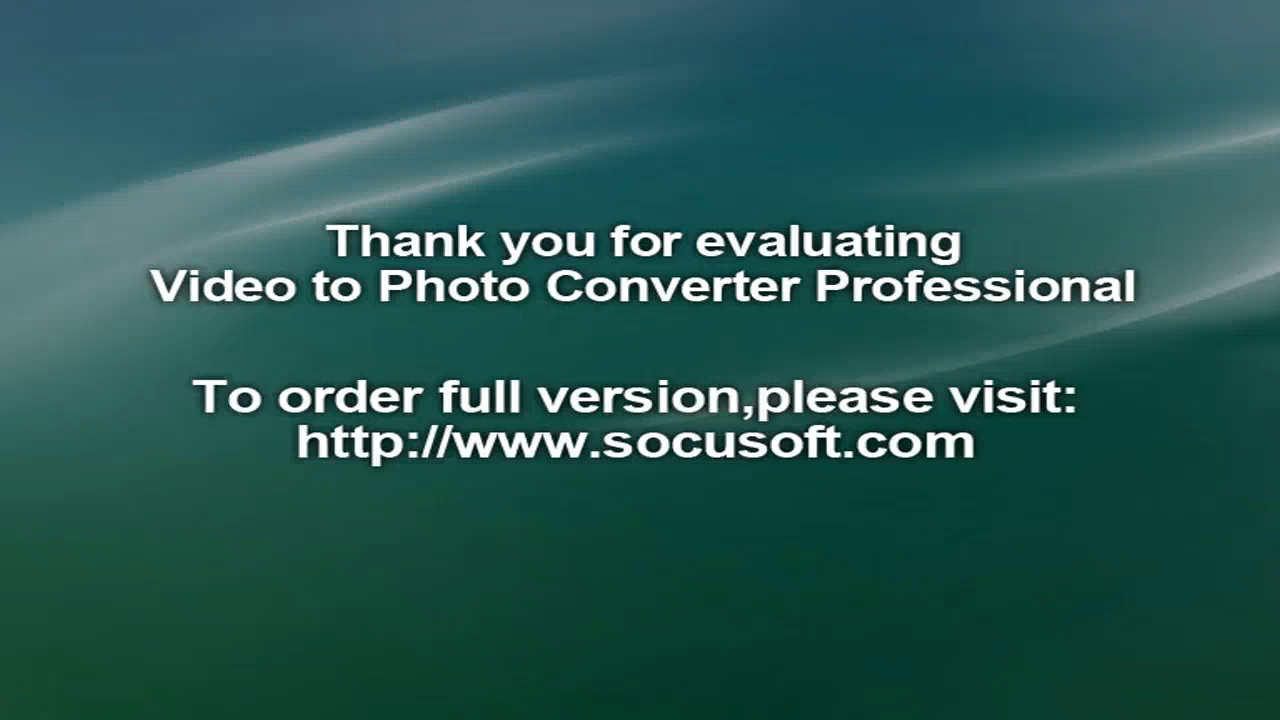 Thank you for evaluating
Video to Photo Converter Professional
To order full version,please visit:
http://www.socusoft.com